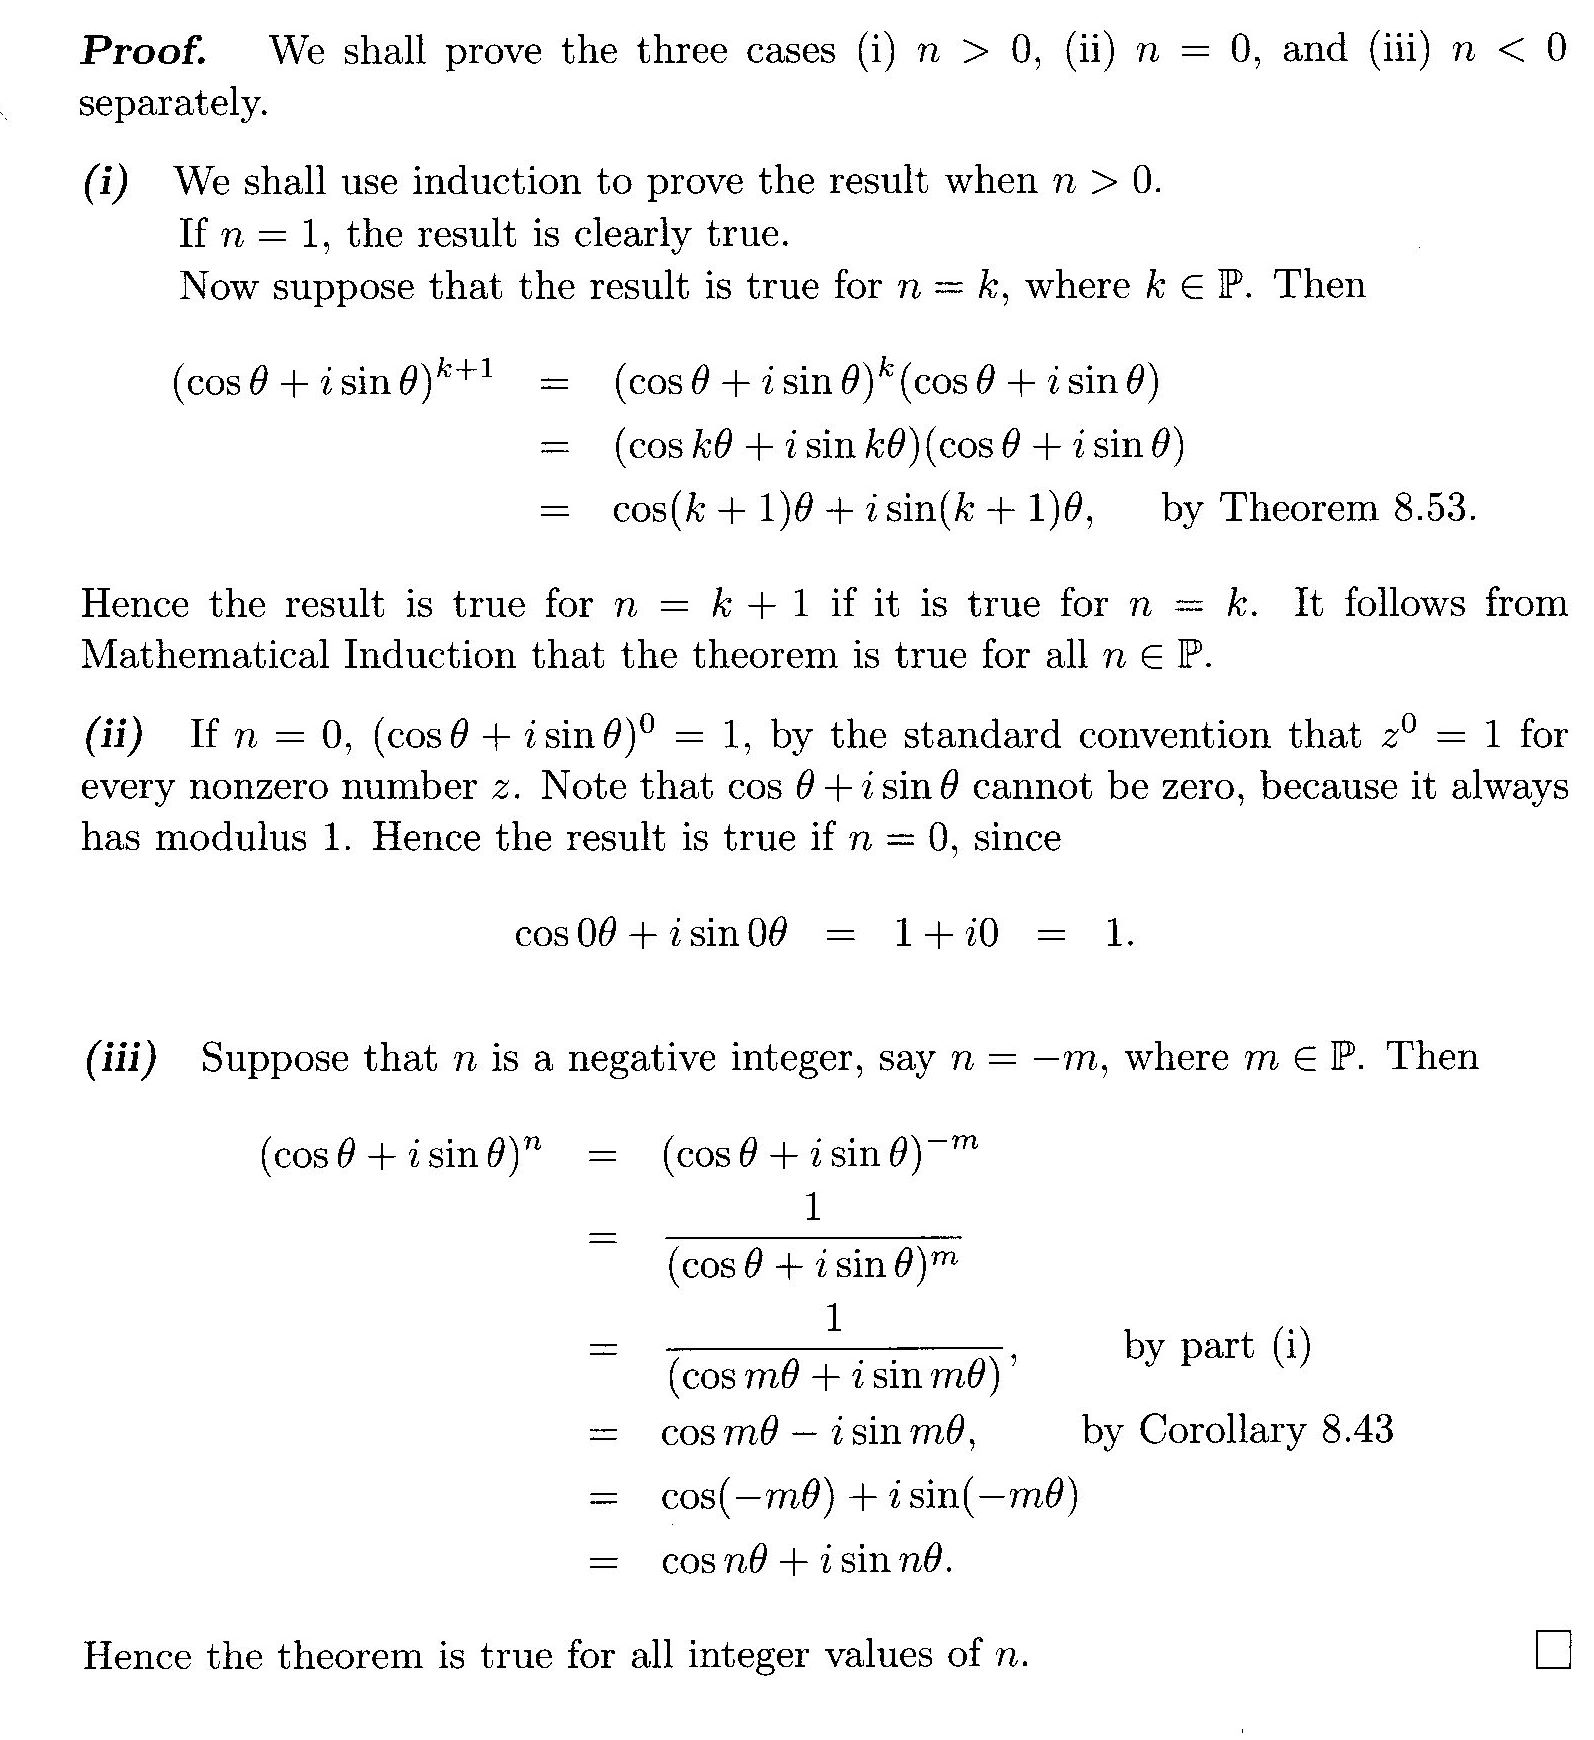 Proof. We shall prove the three cases (i) n > 0, (ii) n = 0, and (iii) n < 0
separately.
(i) We shall use induction to prove the result when n > 0.
If n = 1, the result is clearly true.
Now suppose that the result is true for n = k, where k ∈ ℙ. Then
(cos θ + i sin θ)^{k+1} = (cos θ + i sin θ)^k (cos θ + i sin θ)
= (cos kθ + i sin kθ)(cos θ + i sin θ)
= cos(k + 1)θ + i sin(k + 1)θ, by Theorem 8.53.
Hence the result is true for n = k + 1 if it is true for n = k. It follows from
Mathematical Induction that the theorem is true for all n ∈ ℙ.
(ii) If n = 0, (cos θ + i sin θ)^0 = 1, by the standard convention that z^0 = 1 for
every nonzero number z. Note that cos θ + i sin θ cannot be zero, because it always
has modulus 1. Hence the result is true if n = 0, since
cos 0θ + i sin 0θ = 1 + i0 = 1.
(iii) Suppose that n is a negative integer, say n = −m, where m ∈ ℙ. Then
(cos θ + i sin θ)^n = (cos θ + i sin θ)^{−m}
= 1 / (cos θ + i sin θ)^m
= 1 / (cos mθ + i sin mθ), by part (i)
= cos mθ − i sin mθ, by Corollary 8.43
= cos(−mθ) + i sin(−mθ)
= cos nθ + i sin nθ.
Hence the theorem is true for all integer values of n. □